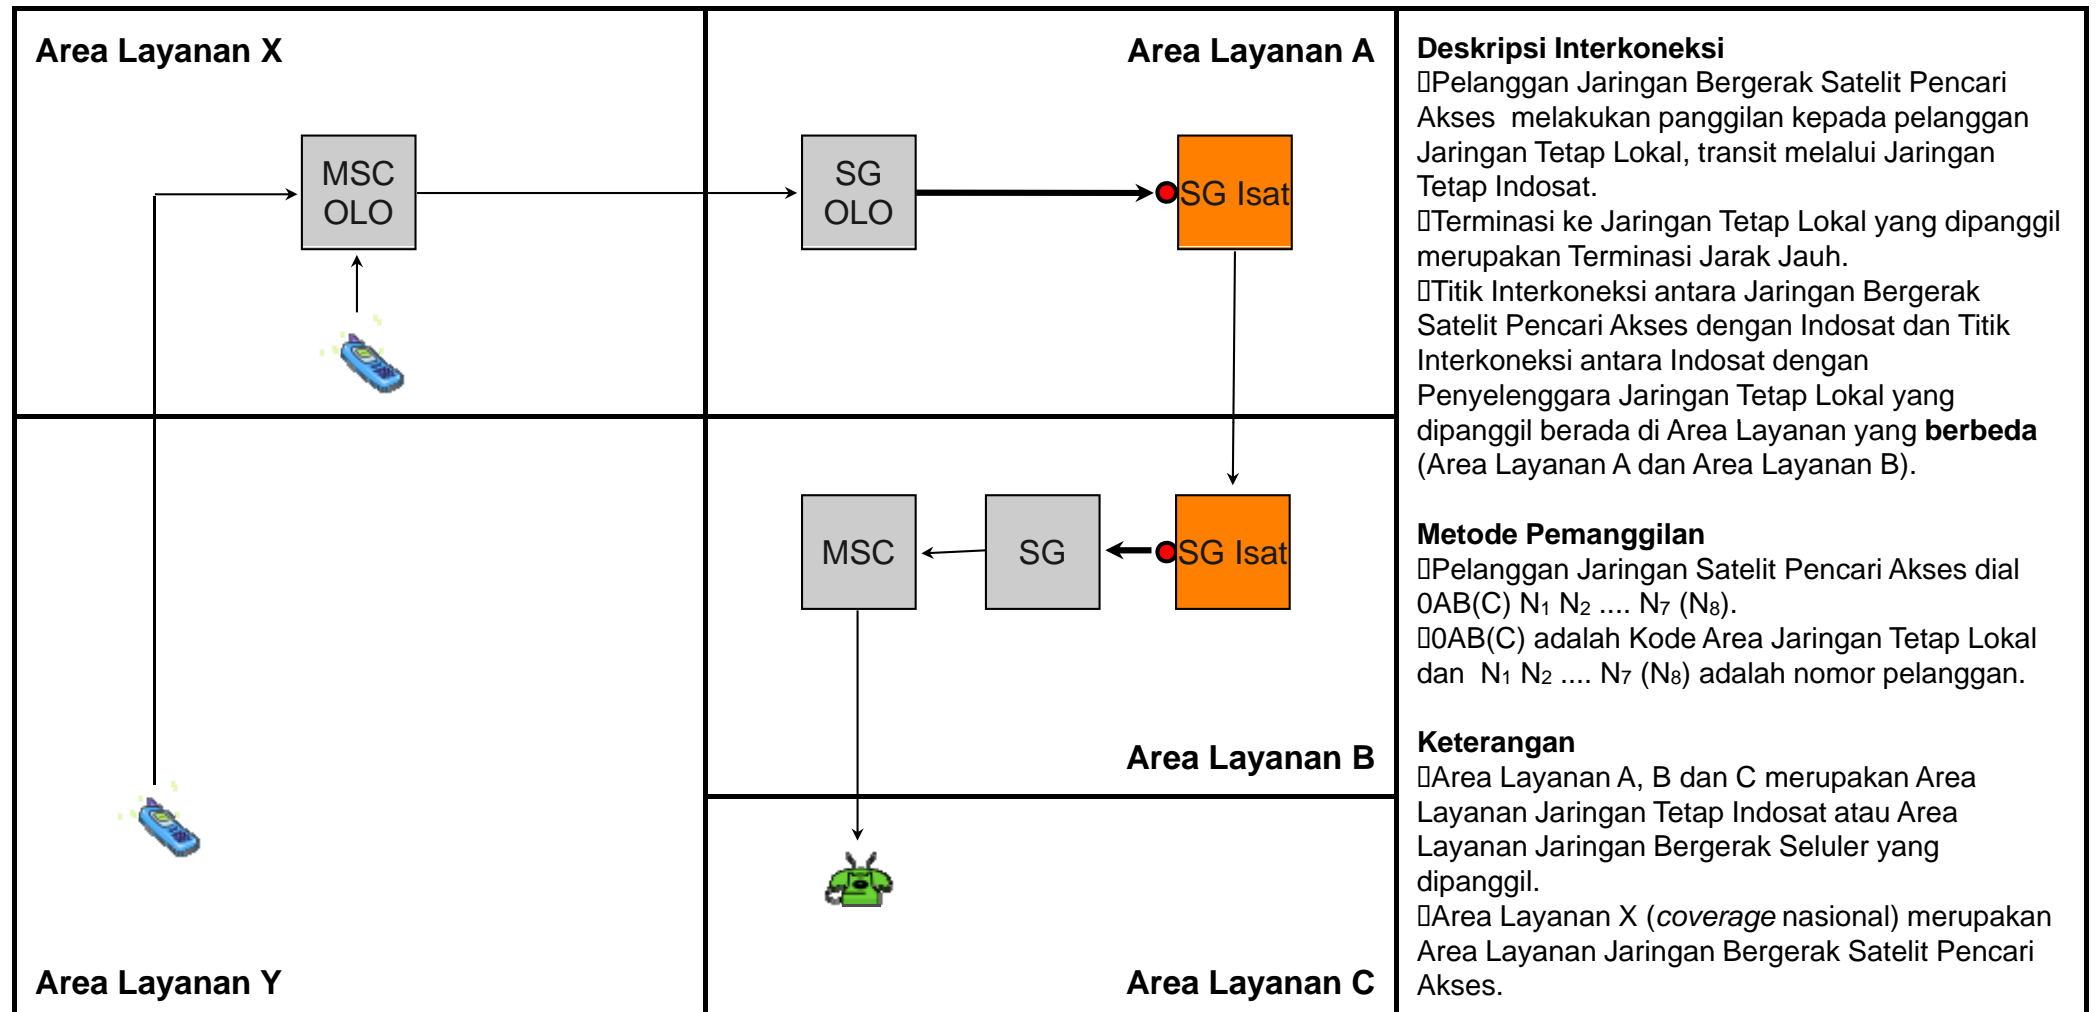 Area Layanan X
MSC
OLO
Area Layanan Y
Area Layanan A
SG
OLO
SG Isat
MSC
SG
SG Isat
Area Layanan B
Area Layanan C
Deskripsi Interkoneksi
Pelanggan Jaringan Bergerak Satelit Pencari
Akses melakukan panggilan kepada pelanggan
Jaringan Tetap Lokal, transit melalui Jaringan
Tetap Indosat.
Terminasi ke Jaringan Tetap Lokal yang dipanggil
merupakan Terminasi Jarak Jauh.
Titik Interkoneksi antara Jaringan Bergerak
Satelit Pencari Akses dengan Indosat dan Titik
Interkoneksi antara Indosat dengan
Penyelenggara Jaringan Tetap Lokal yang
dipanggil berada di Area Layanan yang berbeda
(Area Layanan A dan Area Layanan B).
Metode Pemanggilan
Pelanggan Jaringan Satelit Pencari Akses dial
0AB(C) N₁ N₂ .... N₇ (N₈).
0AB(C) adalah Kode Area Jaringan Tetap Lokal
dan N₁ N₂ .... N₇ (N₈) adalah nomor pelanggan.
Keterangan
Area Layanan A, B dan C merupakan Area
Layanan Jaringan Tetap Indosat atau Area
Layanan Jaringan Bergerak Seluler yang
dipanggil.
Area Layanan X (coverage nasional) merupakan
Area Layanan Jaringan Bergerak Satelit Pencari
Akses.